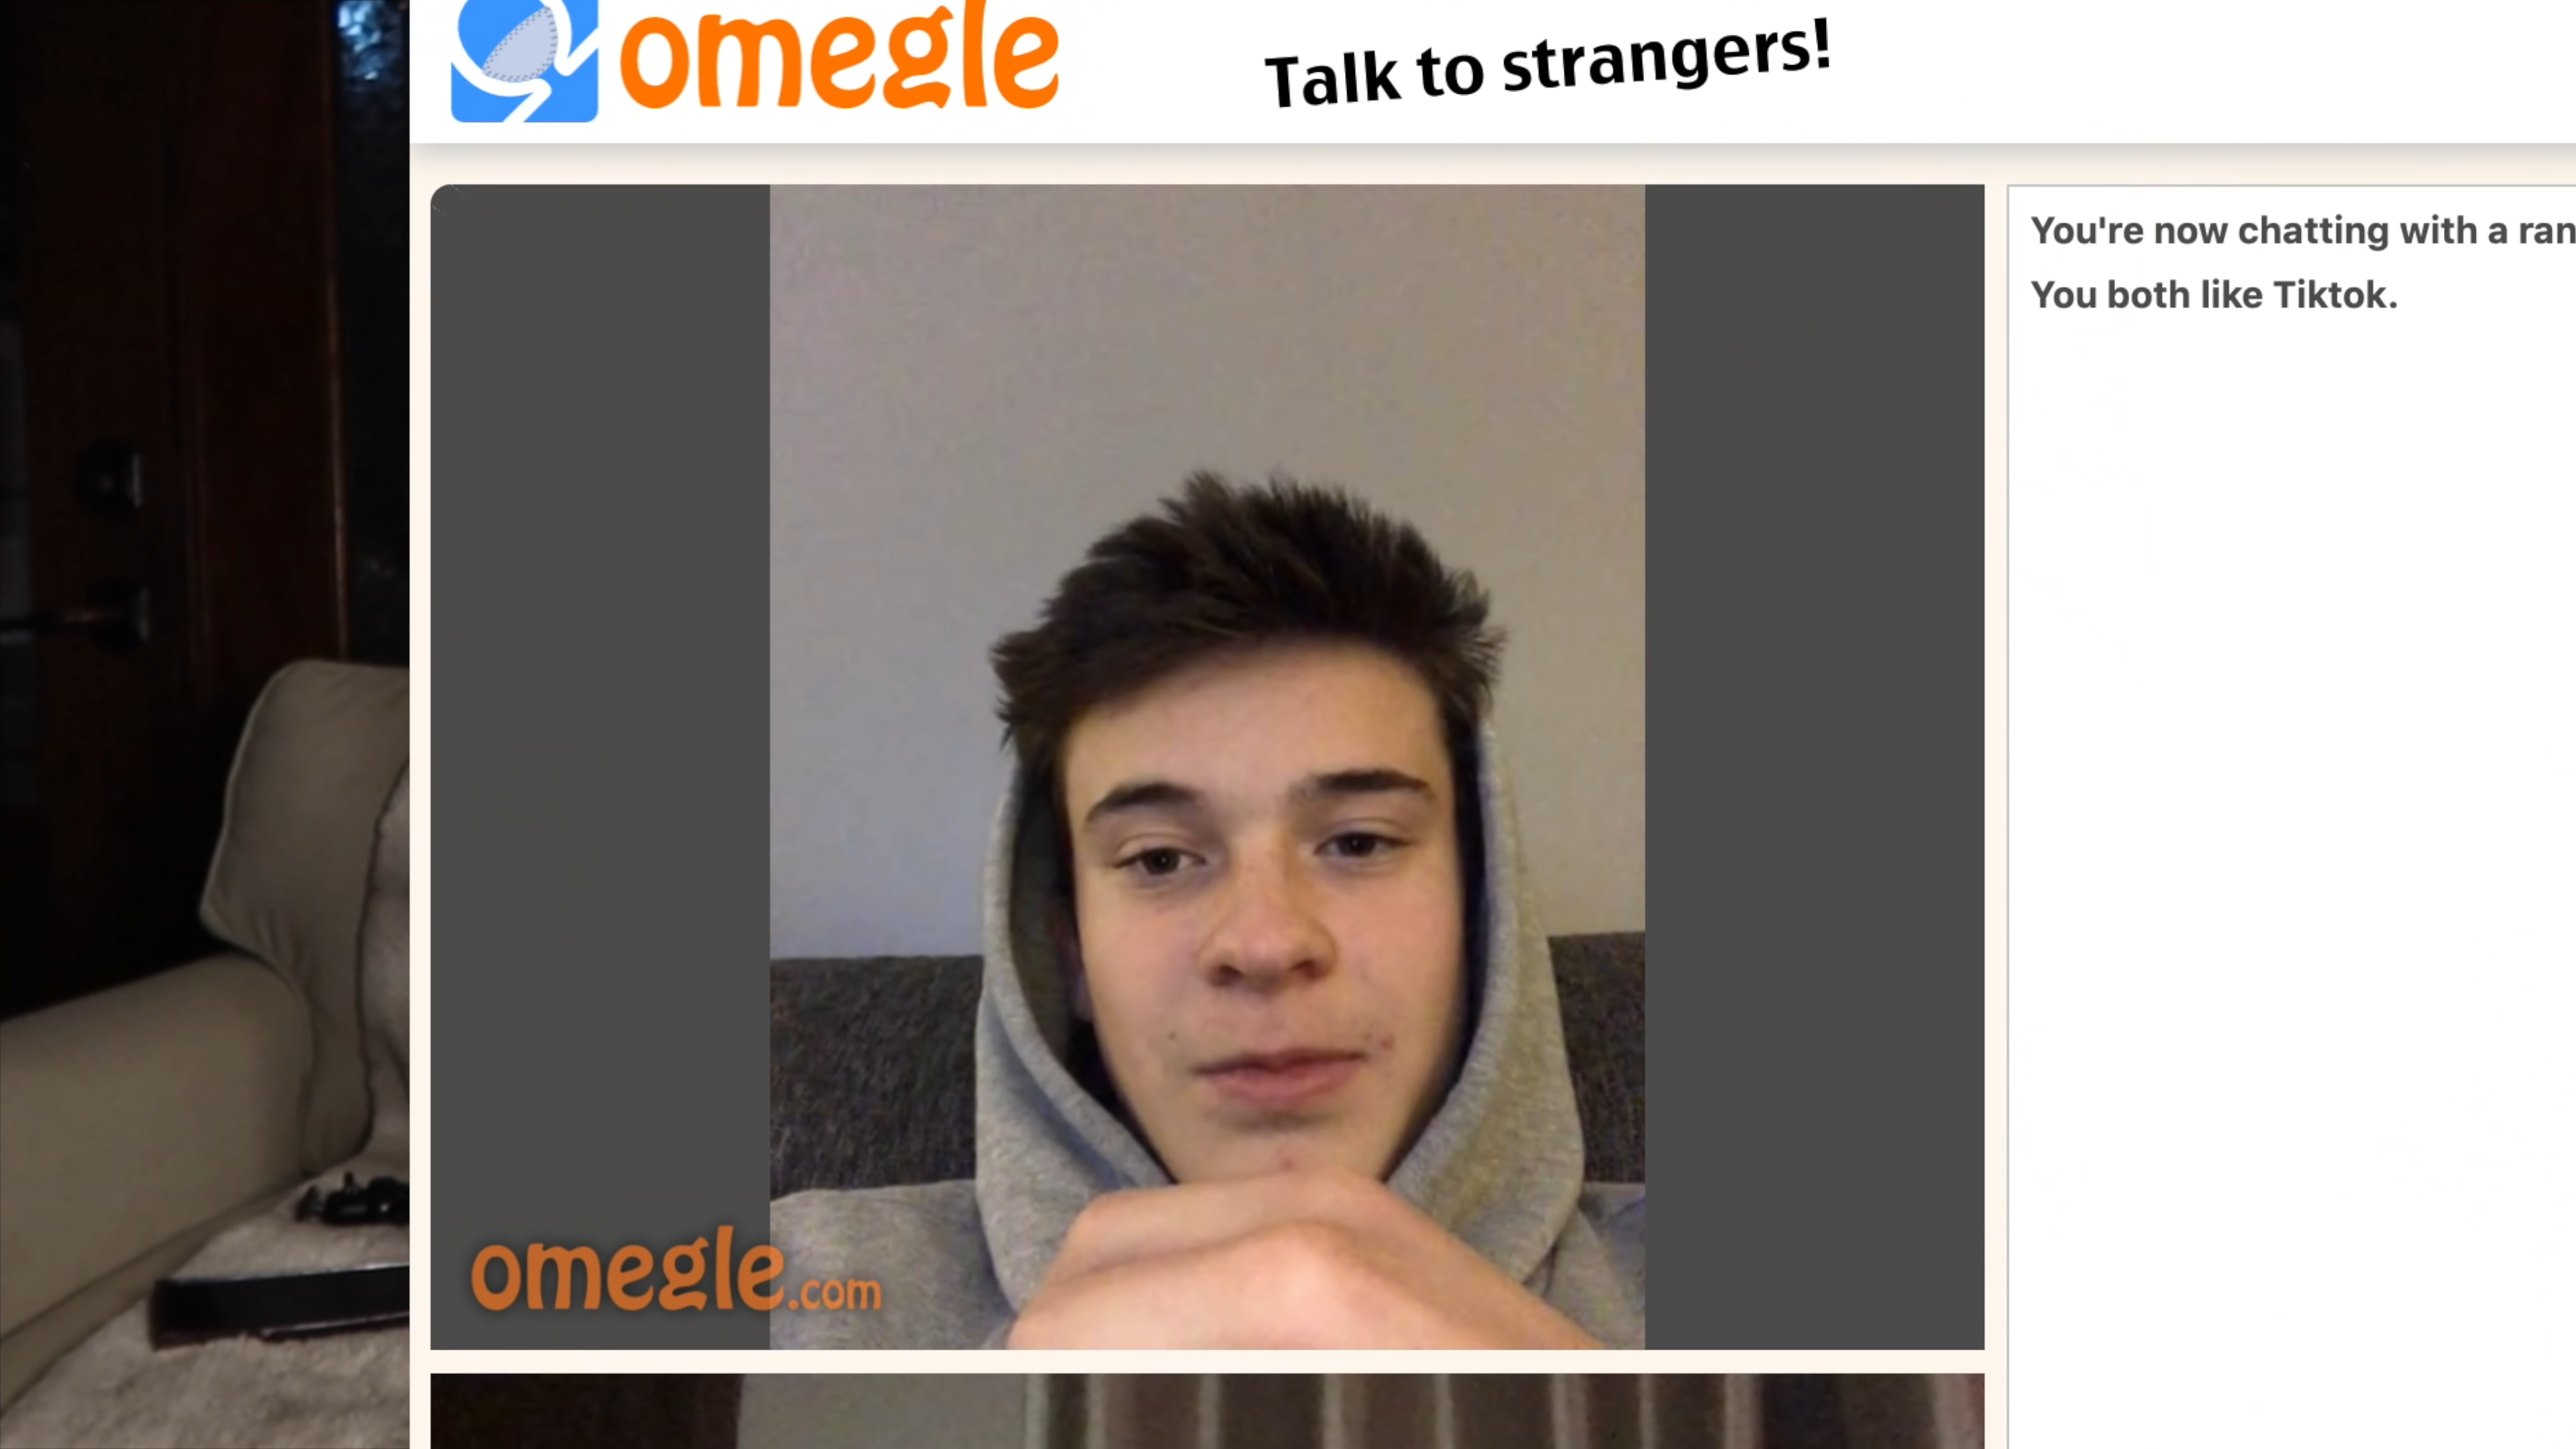 omegle
Talk to strangers!
You're now chatting with a ran
You both like Tiktok.
omegle.com